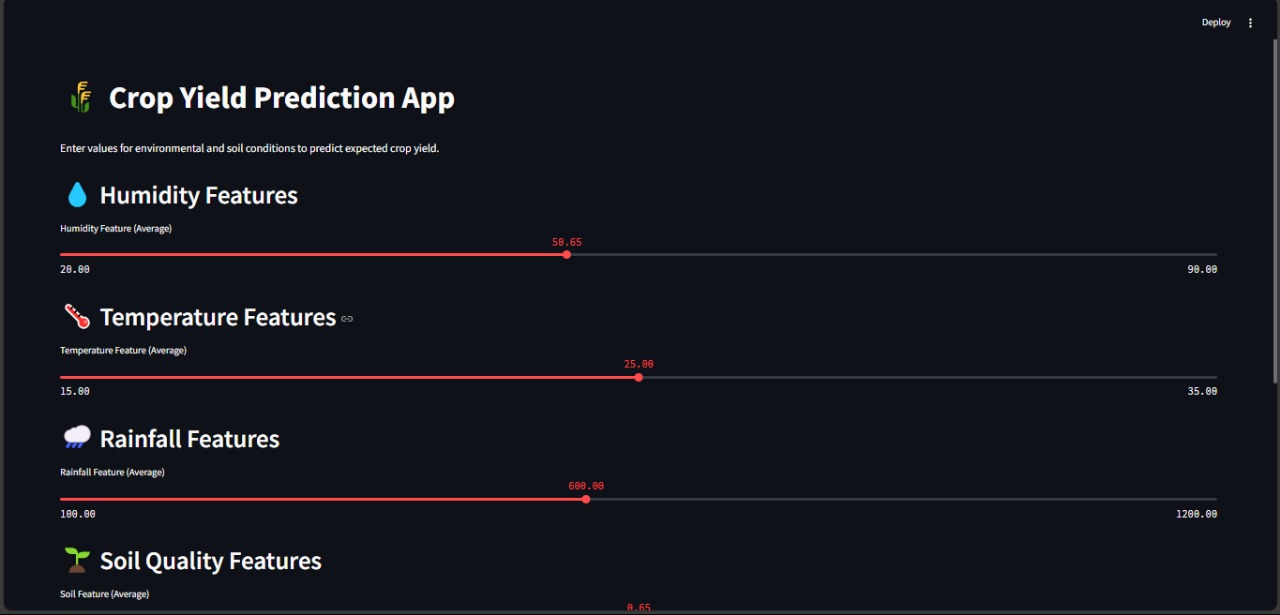 Deploy
Crop Yield Prediction App
Enter values for environmental and soil conditions to predict expected crop yield.
Humidity Features
Humidity Feature (Average)
50.65
20.00 90.00
Temperature Features
Temperature Feature (Average)
25.00
15.00 35.00
Rainfall Features
Rainfall Feature (Average)
600.00
100.00 1200.00
Soil Quality Features
Soil Feature (Average)
0.65